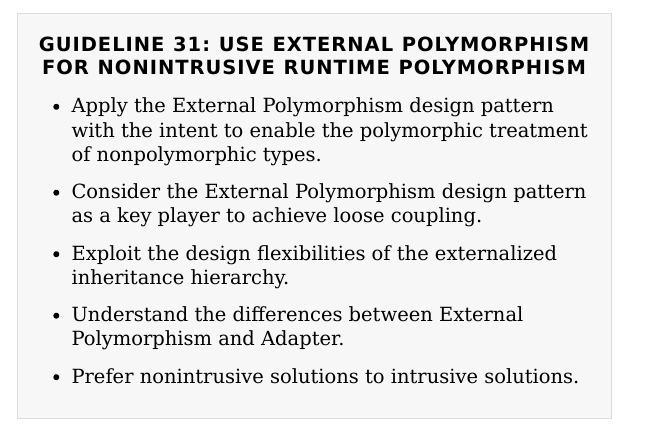 GUIDELINE 31: USE EXTERNAL POLYMORPHISM
FOR NONINTRUSIVE RUNTIME POLYMORPHISM
• Apply the External Polymorphism design pattern
with the intent to enable the polymorphic treatment
of nonpolymorphic types.
• Consider the External Polymorphism design pattern
as a key player to achieve loose coupling.
• Exploit the design flexibilities of the externalized
inheritance hierarchy.
• Understand the differences between External
Polymorphism and Adapter.
• Prefer nonintrusive solutions to intrusive solutions.